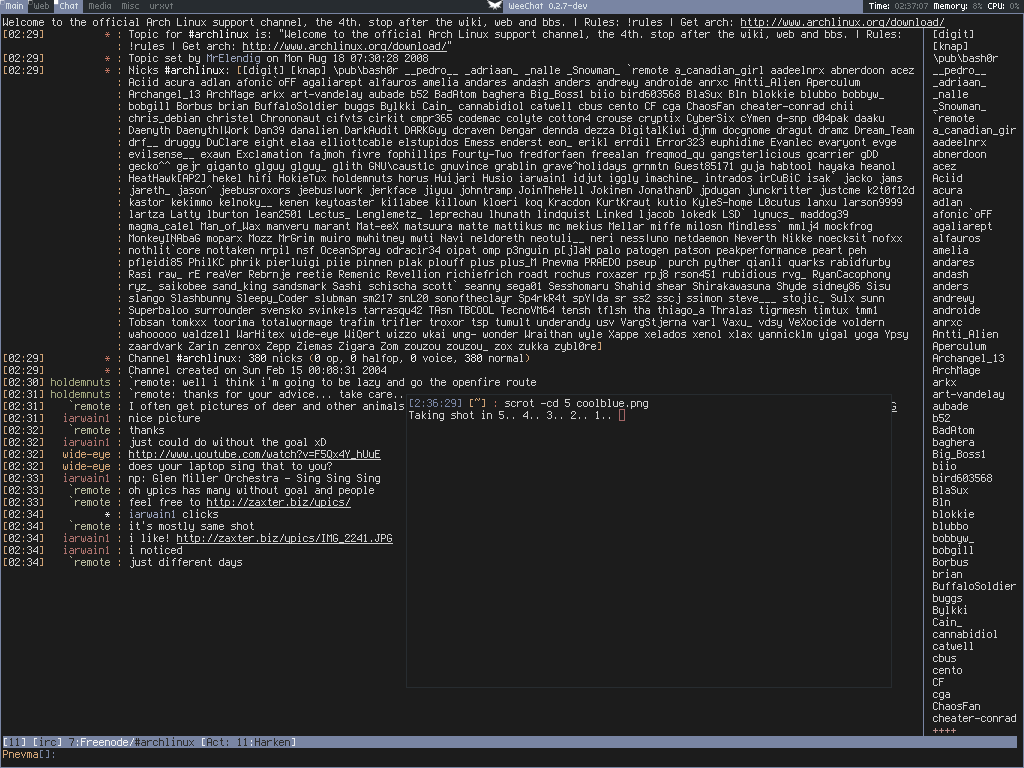 Main Web Chat Media Misc urxvt WeeChat 0.2.7-dev Time: 02:37:07 Memory: 8% CPU: 0%
Welcome to the official Arch Linux support channel, the 4th. stop after the wiki, web and bbs. | Rules: !rules | Get arch: http://www.archlinux.org/download/
[02:29] * : Topic for #archlinux is: "Welcome to the official Arch Linux support channel, the 4th. stop after the wiki, web and bbs. | Rules:
: !rules | Get arch: http://www.archlinux.org/download/"
[02:29] * : Topic set by MrElendig on Mon Aug 18 07:30:28 2008
[02:29] * : Nicks #archlinux: [[digit] [knap] \pub\bash0r __pedro__ _adriaan_ _nalle _Snowman_ `remote a_canadian_girl aadeelnrx abnerdoon acez
: Aciid acura adlan afonic`oFF agaliarept alfauros amelia andares andash anders andrewy androide anrxc Anti_Alien Aperculum
: Archangel_13 ArchMage arkx art-vandelay aubade b52 BadAtom baghera Big_Boss1 biio bird603568 BlaSux Bln blokkie blubbo bobbyw_
: bobgill Borbus brian BuffaloSoldier buggs Bylkki Cain_ cannabidiol catwell cbus cento CF cga ChaosFan cheater-conrad chii
: chris_debian christel Chrononaut cifvts cirkit cmpr365 codemac colyte cotton4 crouse cryptix CyberSix cYmen d-snp d04pak daaku
: Daenyth Daenyth|Work Dan39 danalien DarkAudit DARKGuy dcraven Dengar dennda dezza DigitalKiwi djnm docgnome dragut dramz Dream_Team
: drf__ druggy DuClare eight elaa elliottcable elstupidos Emess enderst eon_ erikl errdil Error323 euphidime Evanlec evaryont evge
: evilsense__ exawn Exclamation fajmoh fivre fophillips Fourty-Two fredforfaen freealan freqmod_qu gangsterlicious gcarrier gDD
: gecko^^ gejr giganto glguy glguy_ glith GNU\caustic gnuvince grablin grave^holidays grnmtn Guest85171 guja habtool hayaka heanol
: HeatHawk[AP2] hekel hifi HokieTux holdemnuts horus Huijari Husio iarwain1 idjut iggly imachine_ intrados irCuBiC isak` jacko jams
: jareth_ jason^ jeebusroxors jeebus|work jerkface jiyuu johntramp JoinTheHell Jokinen JonathanD jpdugan junckritter justcme k2t0f12d
: kastor kekimmo kelnoky__ kenen keytoaster killabee killown kloeri koq Kracdon KurtKraut kutio KyleS-home L0cutus lanxu larson9999
: lartza Latty lburton lean2501 Lectus_ Lenglemetz_ leprechau lhunath lindquist Linked ljacob lokedk LSD` lynucs_ maddog39
: magma_calel Man_of_Wax manveru marant Mat-eeX matsuura matte mattikus mc mekius Mellar miffe milosn Mindless` mmlj4 mockfrog
: Monkey[NAbaG moparx Mozz MrGrim muiro mwhitney muti Navi neldoreth neotuli__ neri nessluno netdaemon Neverth Nikke noecksit nofxx
: nothlit`core nottaken nrpil nsf OceanSpray odracir34 oipat omp p3nguin p[j]aN palo patogen patson peakperformance peart peh
: pfleidi85 PhilKC phrik pierluigi piie pinnen plak plouff plus plus_M Pnevma PRAEDO pseup` purch pyther qianli quarks rabidfurby
: Rasi raw_ rE reaVer Rebrnje reetie Remenic Revellion richiefrich roadt rochus roxazer rpj8 rson451 rubidious rvg_ RyanCacophony
: ryz_ saikobee sand_king sandsmark Sashi schischa scott` seanny sega01 Sesshomaru Shahid shear Shirakawasuna Shyde sidney86 Sisu
: slango Slashbunny Sleepy_Coder slubman sm217 snL20 sonoftheclayr Sp4rkR4t spYIda sr ss2 sscj ssimon steve___ stojic_ Sulx sunn
: Superbaloo surrounder svensko svinkels tarrasqu42 TAsn TBCOOL TecnoVM64 tensh tf1sh tha thiago_a Thralas tigrmesh timtux tmm1
: Tobsan tomkxx toorima totalwormage trafim trifler troxor tsp tumult underandy usv VargStjerna varl Vaxu_ vdsy VeXocide voldern
: wahooooo waldzell WarHitex wide-eye WiQert wizzo wkai wng- wonder Wraithan wyle Xappe xelados xenol xlax yannicklm yigal yoga Ypsy
: zaardvark Zarin zenrox Zepp Ziemas Zigara Zom zouzou zouzou_ zox zukka zybl0re]
[02:29] * : Channel #archlinux: 380 nicks (0 op, 0 halfop, 0 voice, 380 normal)
[02:29] * : Channel created on Sun Feb 15 00:08:31 2004
[02:30] holdemnuts : `remote: well i think i'm going to be lazy and go the openfire route
[02:31] holdemnuts : `remote: thanks for your advice... take care..
[02:31] `remote : I often get pictures of deer and other animals G
[02:31] iarwain1 : nice picture
[02:32] `remote : thanks
[02:32] iarwain1 : just could do without the goal xD
[02:32] wide-eye : http://www.youtube.com/watch?v=F5Qx4Y_hUuE
[02:32] wide-eye : does your laptop sing that to you?
[02:33] iarwain1 : np: Glen Miller Orchestra - Sing Sing Sing
[02:33] `remote : oh ypics has many without goal and people
[02:33] `remote : feel free to http://zaxter.biz/ypics/
[02:34] * : iarwain1 clicks
[02:34] `remote : it's mostly same shot
[02:34] iarwain1 : i like! http://zaxter.biz/ypics/IMG_2241.JPG
[02:34] iarwain1 : i noticed
[02:34] `remote : just different days
[2:36:29] [~] : scrot -cd 5 coolblue.png
Taking shot in 5.. 4.. 3.. 2.. 1..
[digit]
[knap]
\pub\bash0r
__pedro__
_adriaan_
_nalle
_Snowman_
`remote
a_canadian_gir
aadeelnrx
abnerdoon
acez
Aciid
acura
adlan
afonic`oFF
agaliarept
alfauros
amelia
andares
andash
anders
andrewy
androide
anrxc
Anti_Alien
Aperculum
Archangel_13
ArchMage
arkx
art-vandelay
aubade
b52
BadAtom
baghera
Big_Boss1
biio
bird603568
BlaSux
Bln
blokkie
blubbo
bobbyw_
bobgill
Borbus
brian
BuffaloSoldier
buggs
Bylkki
Cain_
cannabidiol
catwell
cbus
cento
CF
cga
ChaosFan
cheater-conrad
++++
[11] [irc] 7:Freenode/#archlinux [Act: 11:Harken]
Pnevma[]: